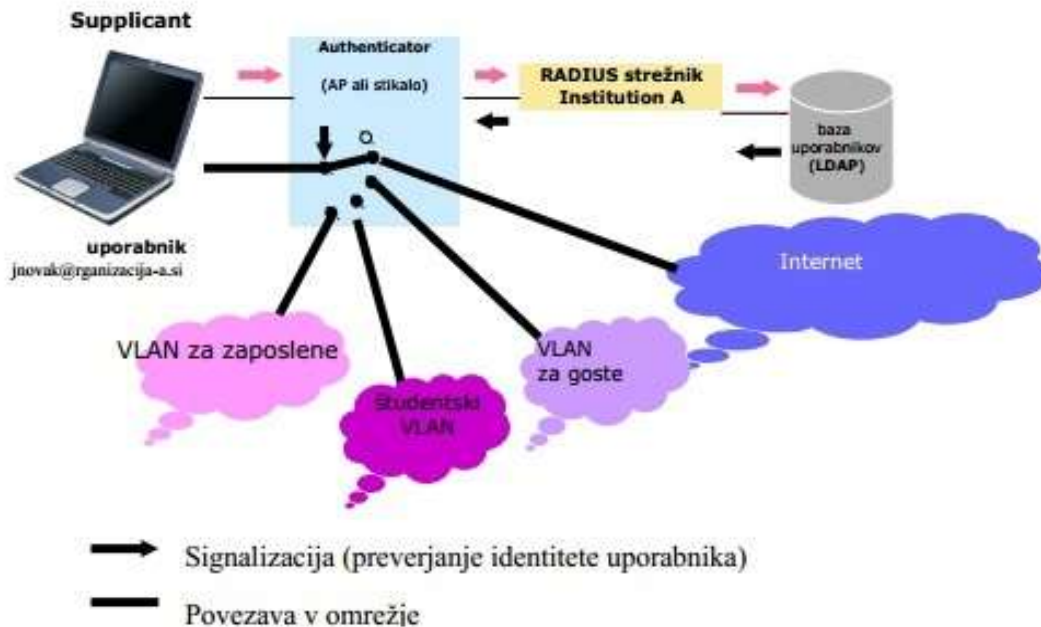 Supplicant
Authenticator
(AP ali stikalo)
RADIUS strežnik
Institution A
baza
uporabnikov
(LDAP)
uporabnik
jnovak@rganizacija-a.si
Internet
VLAN za zaposlene
VLAN
za goste
študentski
VLAN
Signalizacija (preverjanje identitete uporabnika)
Povezava v omrežje